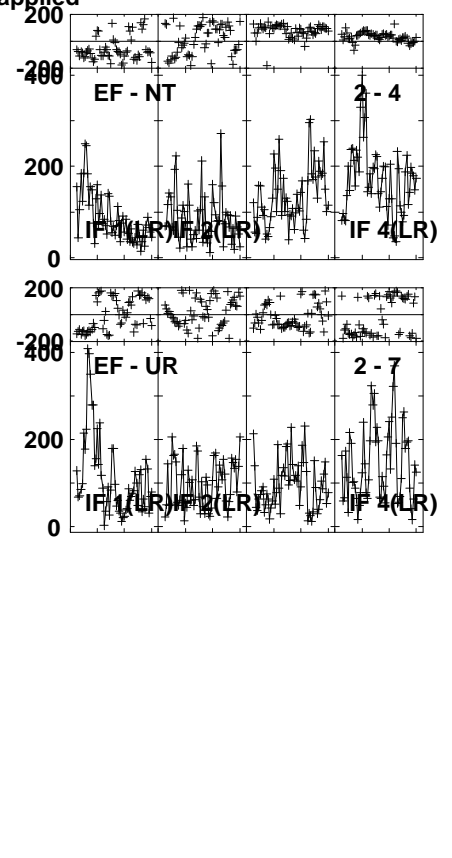 applied
200
-200
400
EF - NT 2 - 4
200
IF 1(LR) IF 2(LR) IF 4(LR)
0
200
-200
400
EF - UR 2 - 7
200
IF 1(LR) IF 2(LR) IF 4(LR)
0